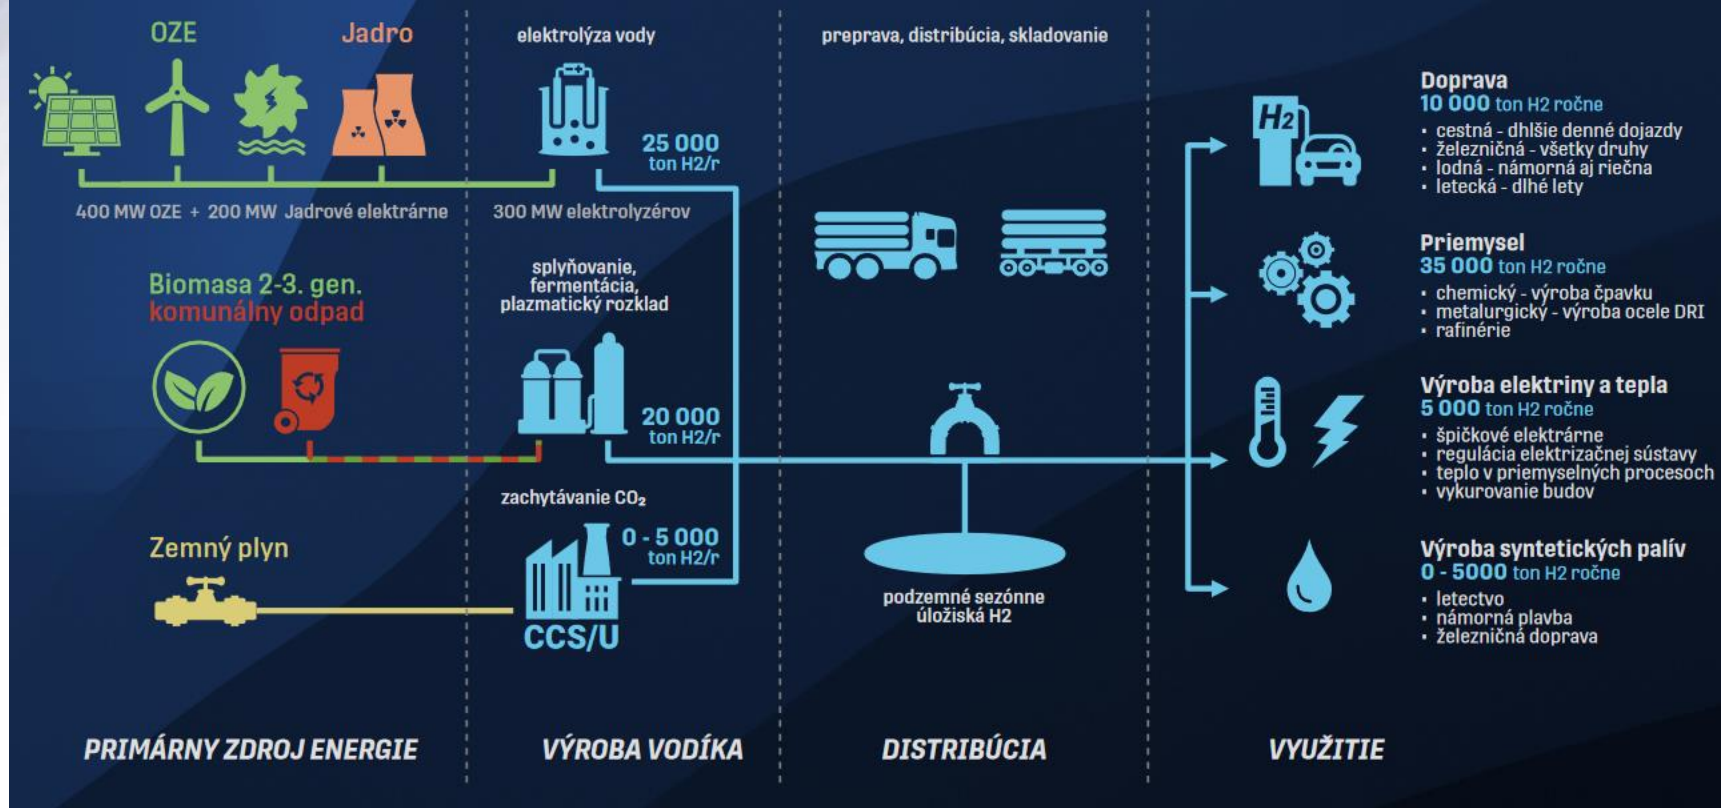 OZE
Jadro
400 MW OZE + 200 MW Jadrové elektrárne
Biomasa 2-3. gen.
komunálny odpad
Zemný plyn
PRIMÁRNY ZDROJ ENERGIE
elektrolýza vody
25 000
ton H2/r
300 MW elektrolyzérov
splyňovanie,
fermentácia,
plazmatický rozklad
20 000
ton H2/r
zachytávanie CO₂
0 - 5 000
ton H2/r
CCS/U
VÝROBA VODÍKA
preprava, distribúcia, skladovanie
podzemné sezónne
úložiská H2
DISTRIBÚCIA
H2
Doprava
10 000 ton H2 ročne
• cestná - dhlšie denné dojazdy
• železničná - všetky druhy
• lodná - námorná aj riečna
• letecká - dlhé lety
Priemysel
35 000 ton H2 ročne
• chemický - výroba čpavku
• metalurgický - výroba ocele DRI
• rafinérie
Výroba elektriny a tepla
5 000 ton H2 ročne
• špičkové elektrárne
• regulácia elektrizačnej sústavy
• teplo v priemyselných procesoch
• vykurovanie budov
Výroba syntetických palív
0 - 5000 ton H2 ročne
• letectvo
• námorná plavba
• železničná doprava
VYUŽITIE